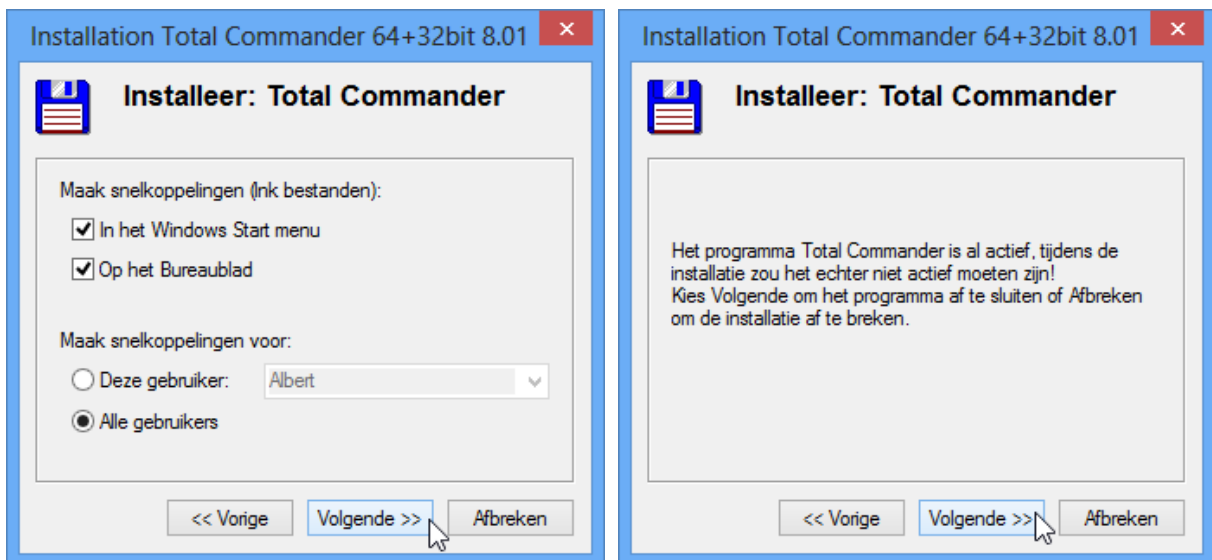 Installation Total Commander 64+32bit 8.01
Installeer: Total Commander
Maak snelkoppelingen (lnk bestanden):
In het Windows Start menu
Op het Bureaublad
Maak snelkoppelingen voor:
Deze gebruiker:
Albert
Alle gebruikers
<< Vorige
Volgende >>
Afbreken
Installation Total Commander 64+32bit 8.01
Installeer: Total Commander
Het programma Total Commander is al actief, tijdens de
installatie zou het echter niet actief moeten zijn!
Kies Volgende om het programma af te sluiten of Afbreken
om de installatie af te breken.
<< Vorige
Volgende >>
Afbreken